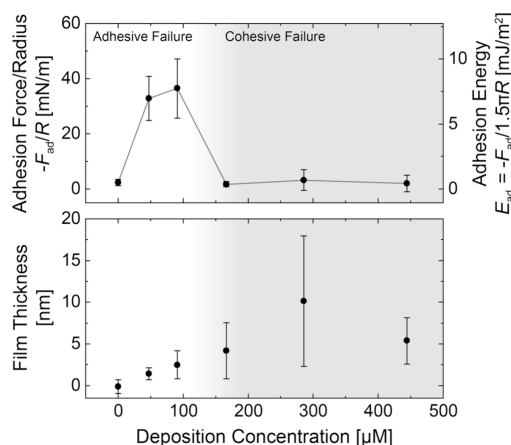 Adhesive Failure Cohesive Failure
Adhesion Force/Radius
-Fad/R [mN/m]
60
40
20
0
10
5
0
Adhesion Energy
Ead = -Fad/1.5πR [mJ/m²]
Film Thickness
[nm]
20
15
10
5
0
0 100 200 300 400 500
Deposition Concentration [µM]